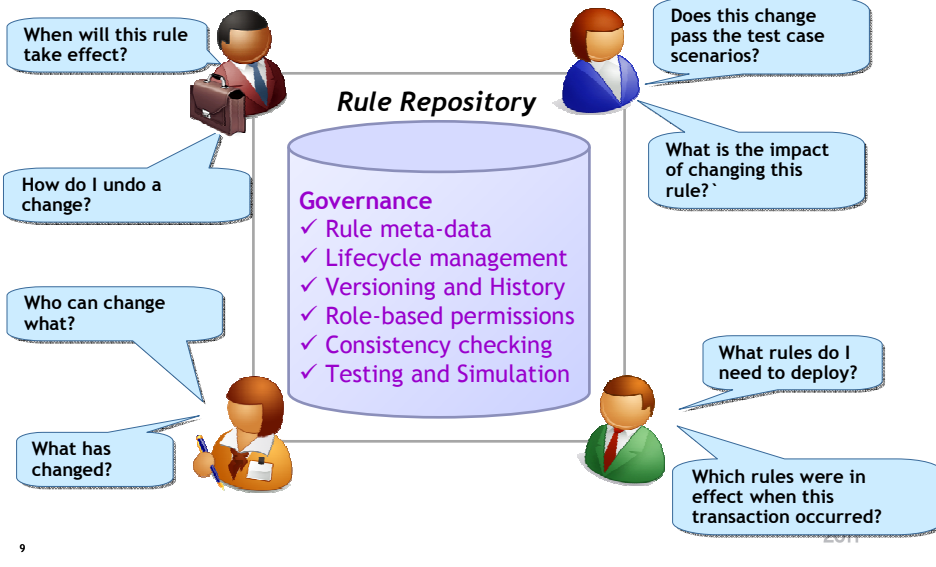 When will this rule
take effect?
Does this change
pass the test case
scenarios?
Rule Repository
How do I undo a
change?
What is the impact
of changing this
rule?`
Governance
✓ Rule meta-data
✓ Lifecycle management
✓ Versioning and History
✓ Role-based permissions
✓ Consistency checking
✓ Testing and Simulation
Who can change
what?
What rules do I
need to deploy?
What has
changed?
Which rules were in
effect when this
transaction occurred?
9